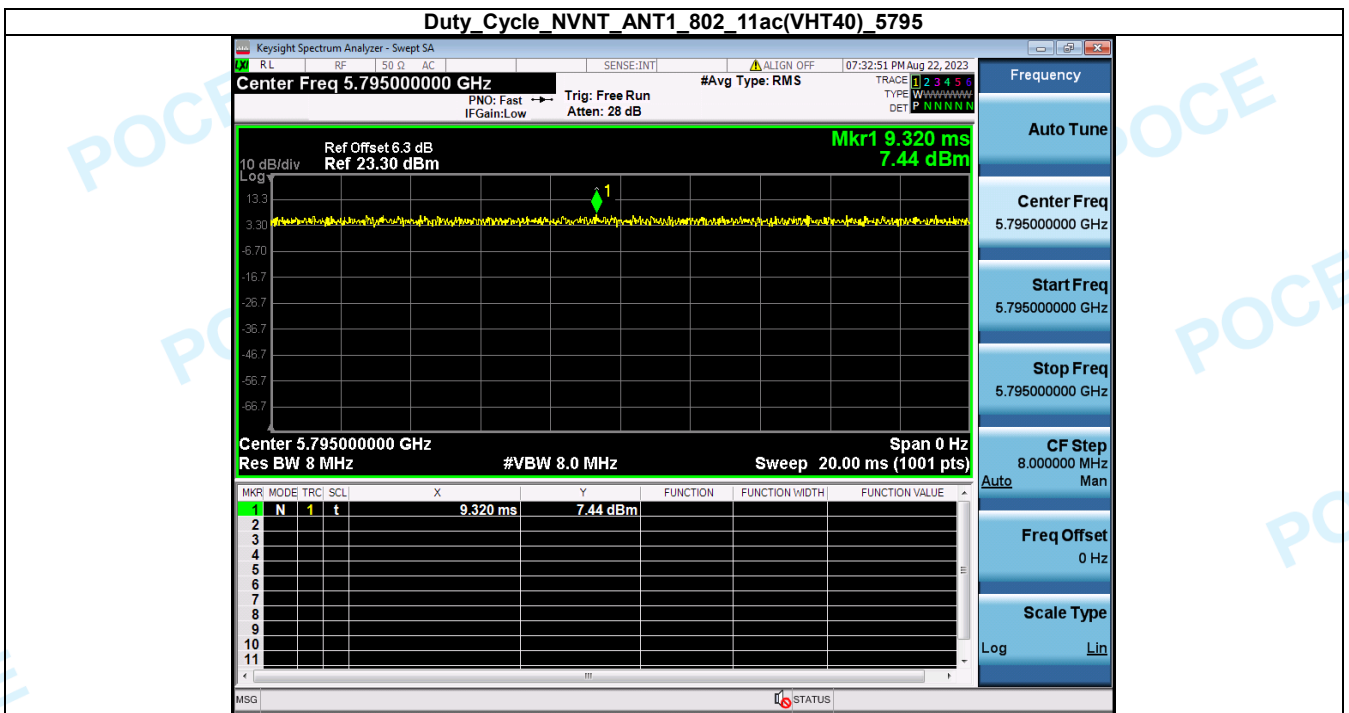 Duty_Cycle_NVNT_ANT1_802_11ac(VHT40)_5795
Keysight Spectrum Analyzer - Swept SA
LXI RL RF 50 Ω AC SENSE:INT ALIGN OFF 07:32:51 PM Aug 22, 2023
Center Freq 5.795000000 GHz #Avg Type: RMS TRACE 1 2 3 4 5 6
PNO: Fast Trig: Free Run TYPE WWWWWW
IFGain:Low Atten: 28 dB DET P N N N N N
Mkr1 9.320 ms
7.44 dBm
Ref Offset 6.3 dB
10 dB/div Ref 23.30 dBm
Log
1
13.3
3.30
-6.70
-16.7
-26.7
-36.7
-46.7
-56.7
-66.7
Center 5.795000000 GHz Span 0 Hz
Res BW 8 MHz #VBW 8.0 MHz Sweep 20.00 ms (1001 pts)
MKR MODE TRC SCL X Y FUNCTION FUNCTION WIDTH FUNCTION VALUE
1 N 1 t 9.320 ms 7.44 dBm
2
3
4
5
6
7
8
9
10
11
MSG STATUS
Frequency
Auto Tune
Center Freq
5.795000000 GHz
Start Freq
5.795000000 GHz
Stop Freq
5.795000000 GHz
CF Step
8.000000 MHz
Auto Man
Freq Offset
0 Hz
Scale Type
Log Lin
POCE
POCE
POCE
PO
PO
E